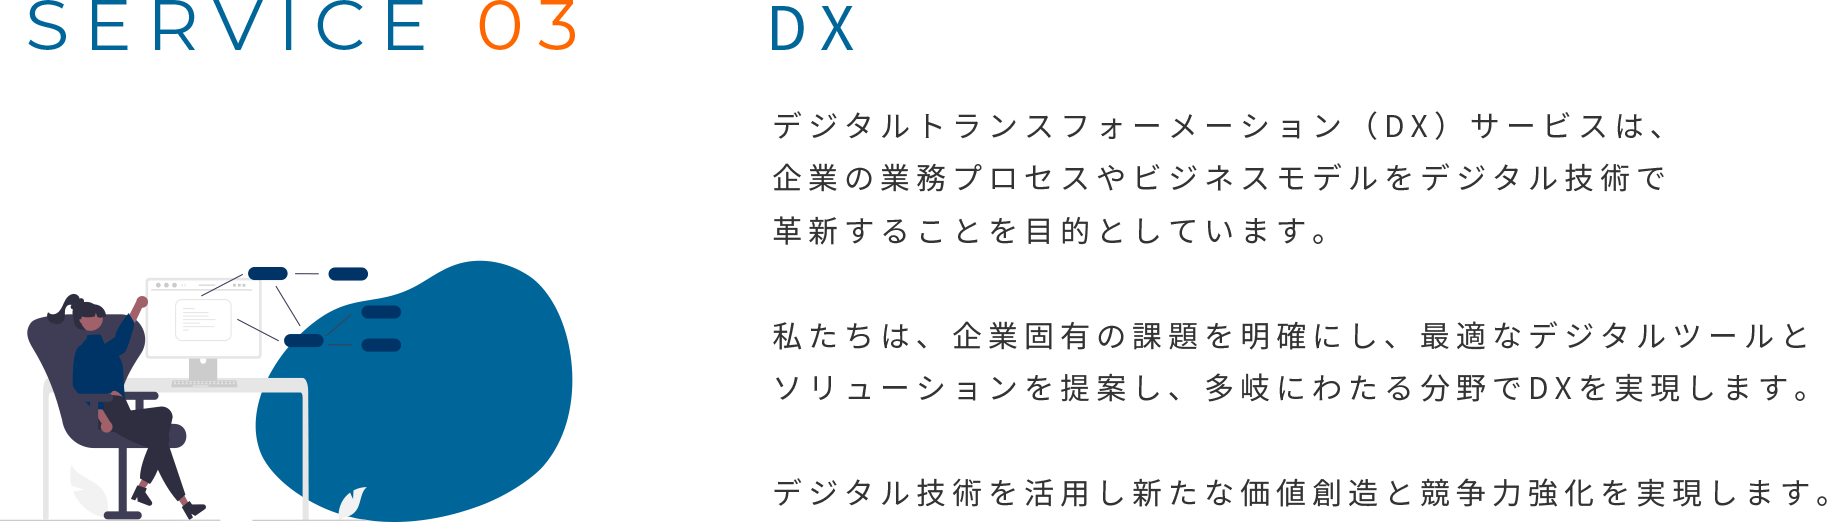 SERVICE 03
DX
デジタルトランスフォーメーション（DX）サービスは、
企業の業務プロセスやビジネスモデルをデジタル技術で
革新することを目的としています。
私たちは、企業固有の課題を明確にし、最適なデジタルツールと
ソリューションを提案し、多岐にわたる分野でDXを実現します。
デジタル技術を活用し新たな価値創造と競争力強化を実現します。